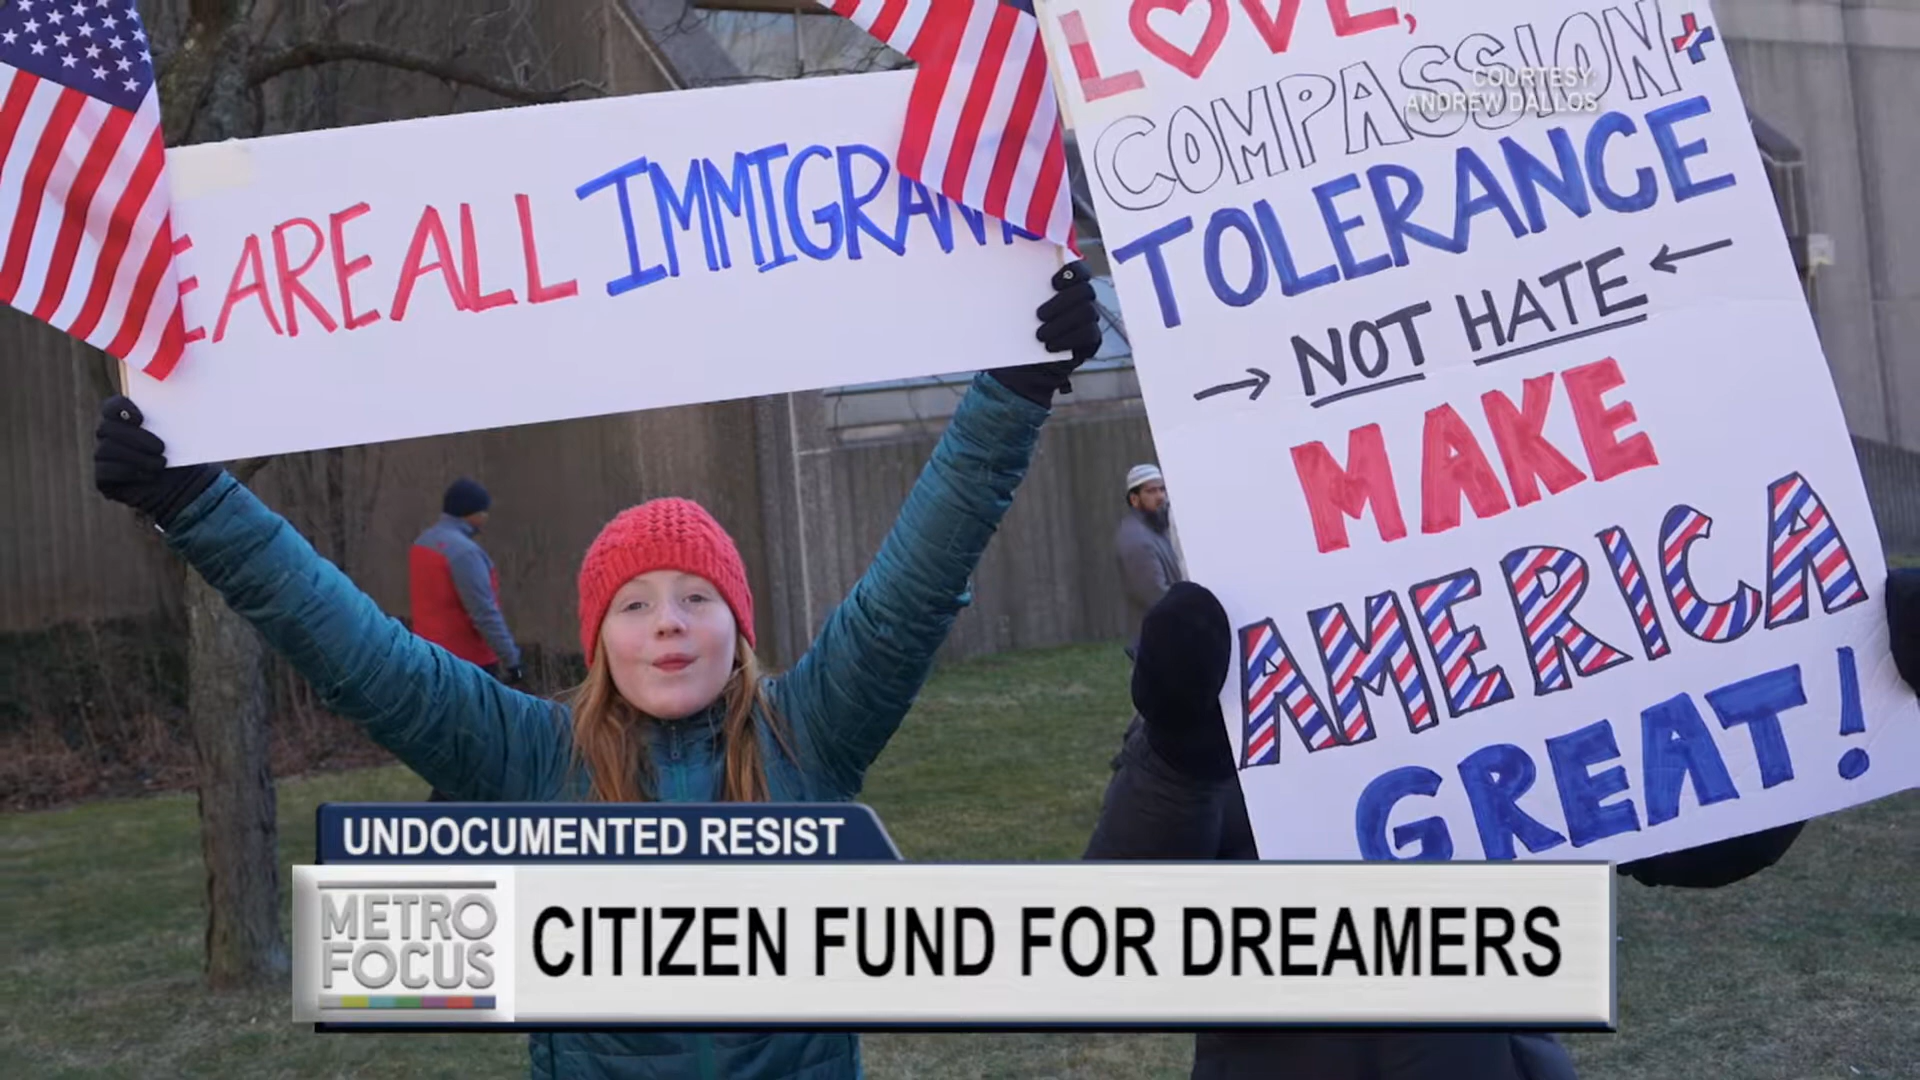 E ARE ALL IMMIGRAN
LOVE,
COMPASSION +
TOLERANCE
→ NOT HATE ←
MAKE
AMERICA
GREAT!
COURTESY:
ANDREW DALLOS
UNDOCUMENTED RESIST
METRO
FOCUS
CITIZEN FUND FOR DREAMERS